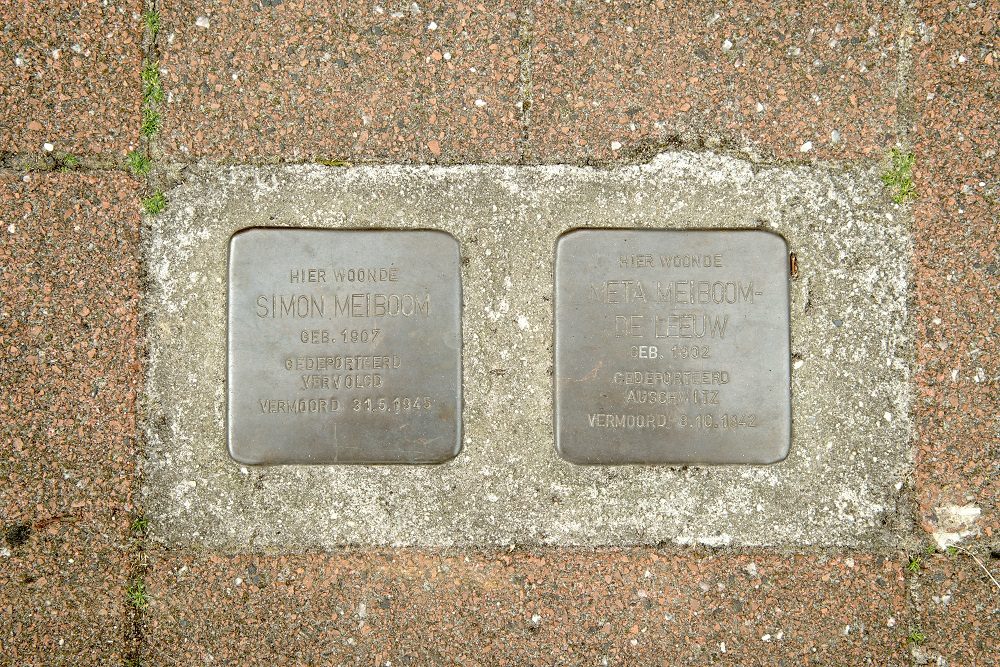 HIER WOONDE
SIMON MEIBOOM
GEB. 1907
GEDEPORTEERD
VERVOLGD
VERMOORD 31.5.1945
HIER WOONDE
META MEIBOOM-
DE LEEUW
GEB. 1902
GEDEPORTEERD
AUSCHWITZ
VERMOORD 8.10.1942